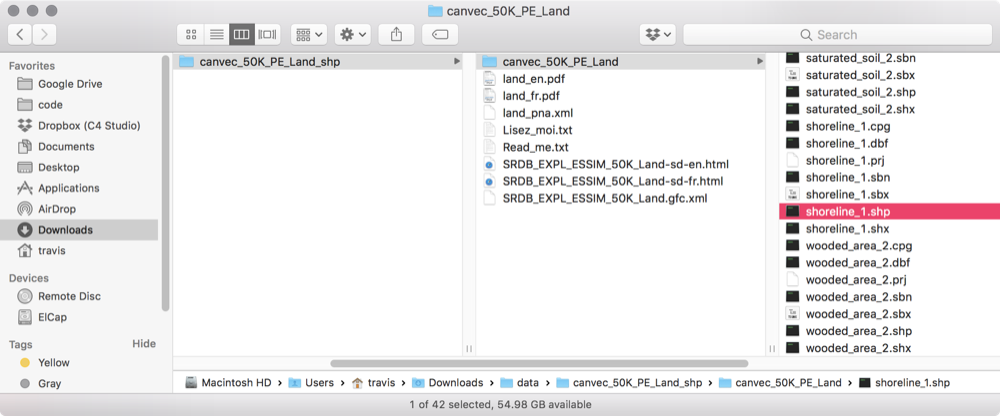 canvec_50K_PE_Land
Search
Favorites
Google Drive
code
Dropbox (C4 Studio)
Documents
Desktop
Applications
AirDrop
Downloads
travis
Devices
Remote Disc
ElCap
Tags
Hide
Yellow
Gray
canvec_50K_PE_Land_shp
canvec_50K_PE_Land
land_en.pdf
land_fr.pdf
land_pna.xml
Lisez_moi.txt
Read_me.txt
SRDB_EXPL_ESSIM_50K_Land-sd-en.html
SRDB_EXPL_ESSIM_50K_Land-sd-fr.html
SRDB_EXPL_ESSIM_50K_Land.gfc.xml
saturated_soil_2.sbn
saturated_soil_2.sbx
saturated_soil_2.shp
saturated_soil_2.shx
shoreline_1.cpg
shoreline_1.dbf
shoreline_1.prj
shoreline_1.sbn
shoreline_1.sbx
shoreline_1.shp
shoreline_1.shx
wooded_area_2.cpg
wooded_area_2.dbf
wooded_area_2.prj
wooded_area_2.sbn
wooded_area_2.sbx
wooded_area_2.shp
wooded_area_2.shx
Macintosh HD Users travis Downloads data canvec_50K_PE_Land_shp canvec_50K_PE_Land shoreline_1.shp
1 of 42 selected, 54.98 GB available